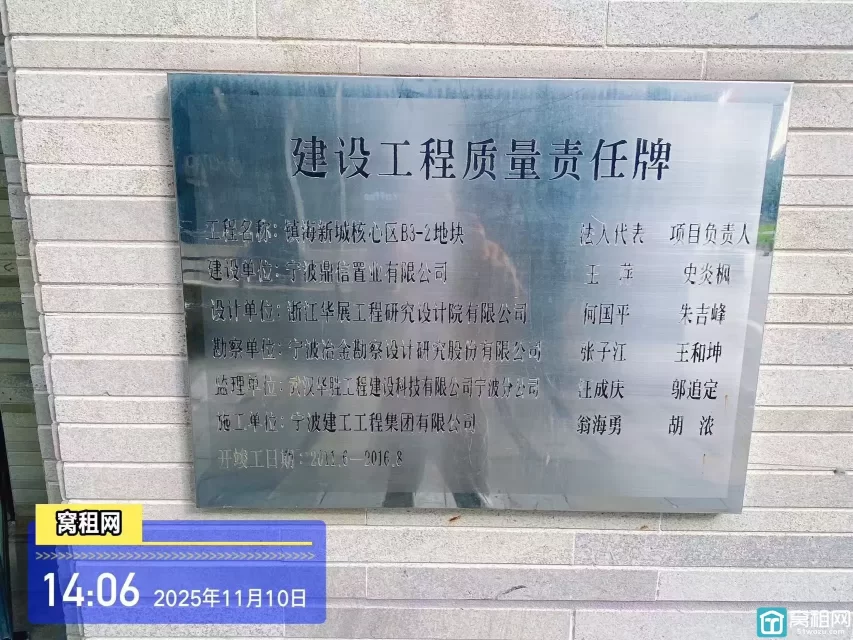 建设工程质量责任牌
工程名称：镇海新城核心区B3-2地块 法人代表 项目负责人
建设单位：宁波鼎信置业有限公司 王萍 史炎枫
设计单位：浙江华展工程研究设计院有限公司 柯国平 朱吉峰
勘察单位：宁波冶金勘察设计研究股份有限公司 张子江 王和坤
监理单位：武汉华胜工程建设科技有限公司宁波分公司 汪成庆 邬追定
施工单位：宁波建工工程集团有限公司 翁海勇 胡浓
开竣工日期：2011.6—2016.8
窝租网
14:06 2025年11月10日
窝租网
51wozu.com